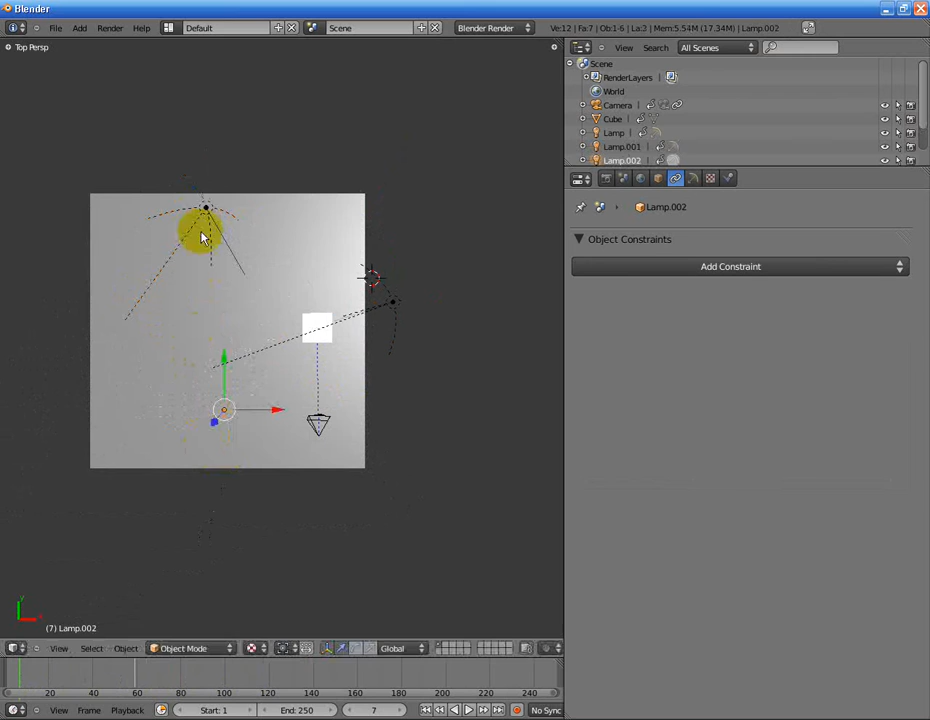 Blender
File Add Render Help Default Scene Blender Render Ve:12 | Fa:7 | Ob:1-6 | La:3 | Mem:5.54M (17.34M) | Lamp.002
Top Persp
View Search All Scenes
Scene
RenderLayers
World
Camera
Cube
Lamp
Lamp.001
Lamp.002
Lamp.002
Object Constraints
Add Constraint
(7) Lamp.002
View Select Object Object Mode Global
20 40 60 80 100 120 140 160 180 200 220 240
View Frame Playback Start: 1 End: 250 7 No Sync